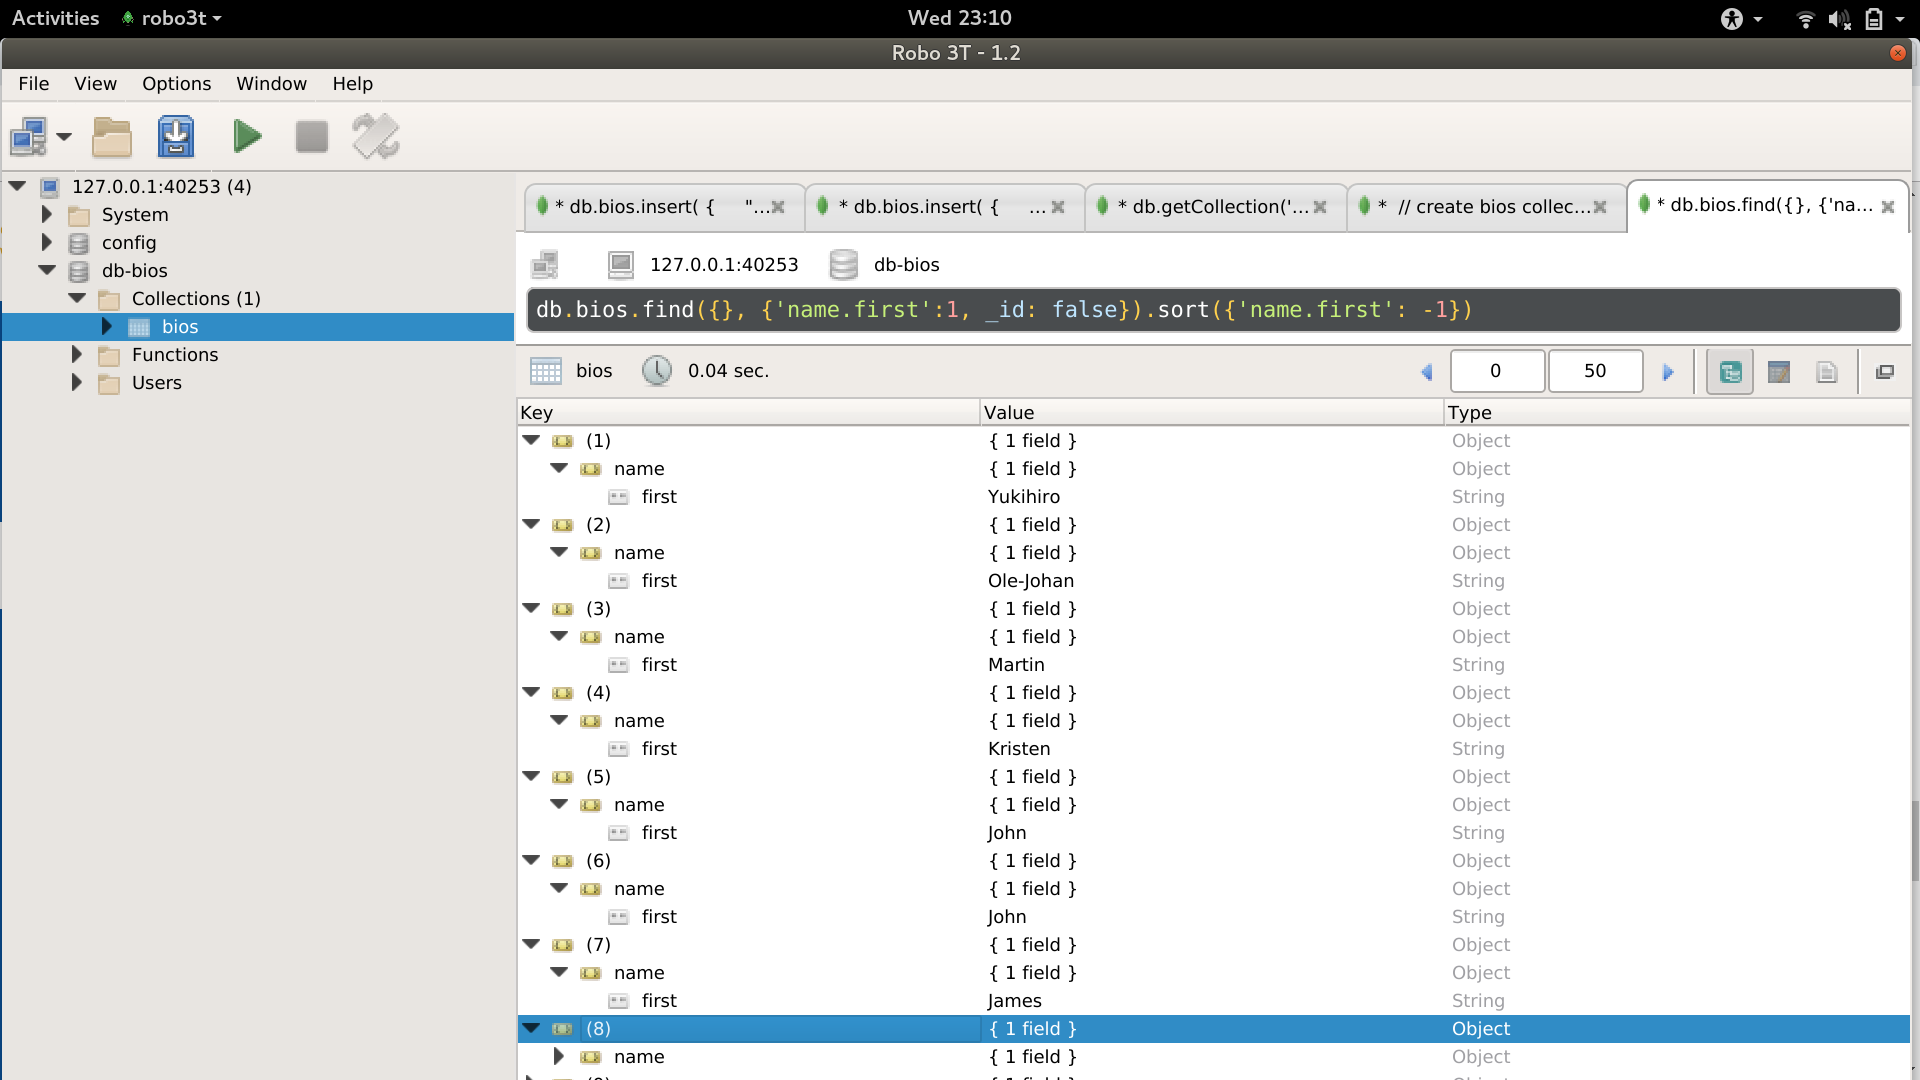 Activities robo3t Wed 23:10
Robo 3T - 1.2
File View Options Window Help
127.0.0.1:40253 (4)
System
config
db-bios
Collections (1)
bios
Functions
Users
* db.bios.insert( { "... * db.bios.insert( { ... * db.getCollection('... * // create bios collec... * db.bios.find({}, {'na...
127.0.0.1:40253 db-bios
db.bios.find({}, {'name.first':1, _id: false}).sort({'name.first': -1})
bios 0.04 sec. 0 50
Key Value Type
(1) { 1 field } Object
name { 1 field } Object
first Yukihiro String
(2) { 1 field } Object
name { 1 field } Object
first Ole-Johan String
(3) { 1 field } Object
name { 1 field } Object
first Martin String
(4) { 1 field } Object
name { 1 field } Object
first Kristen String
(5) { 1 field } Object
name { 1 field } Object
first John String
(6) { 1 field } Object
name { 1 field } Object
first John String
(7) { 1 field } Object
name { 1 field } Object
first James String
(8) { 1 field } Object
name { 1 field } Object